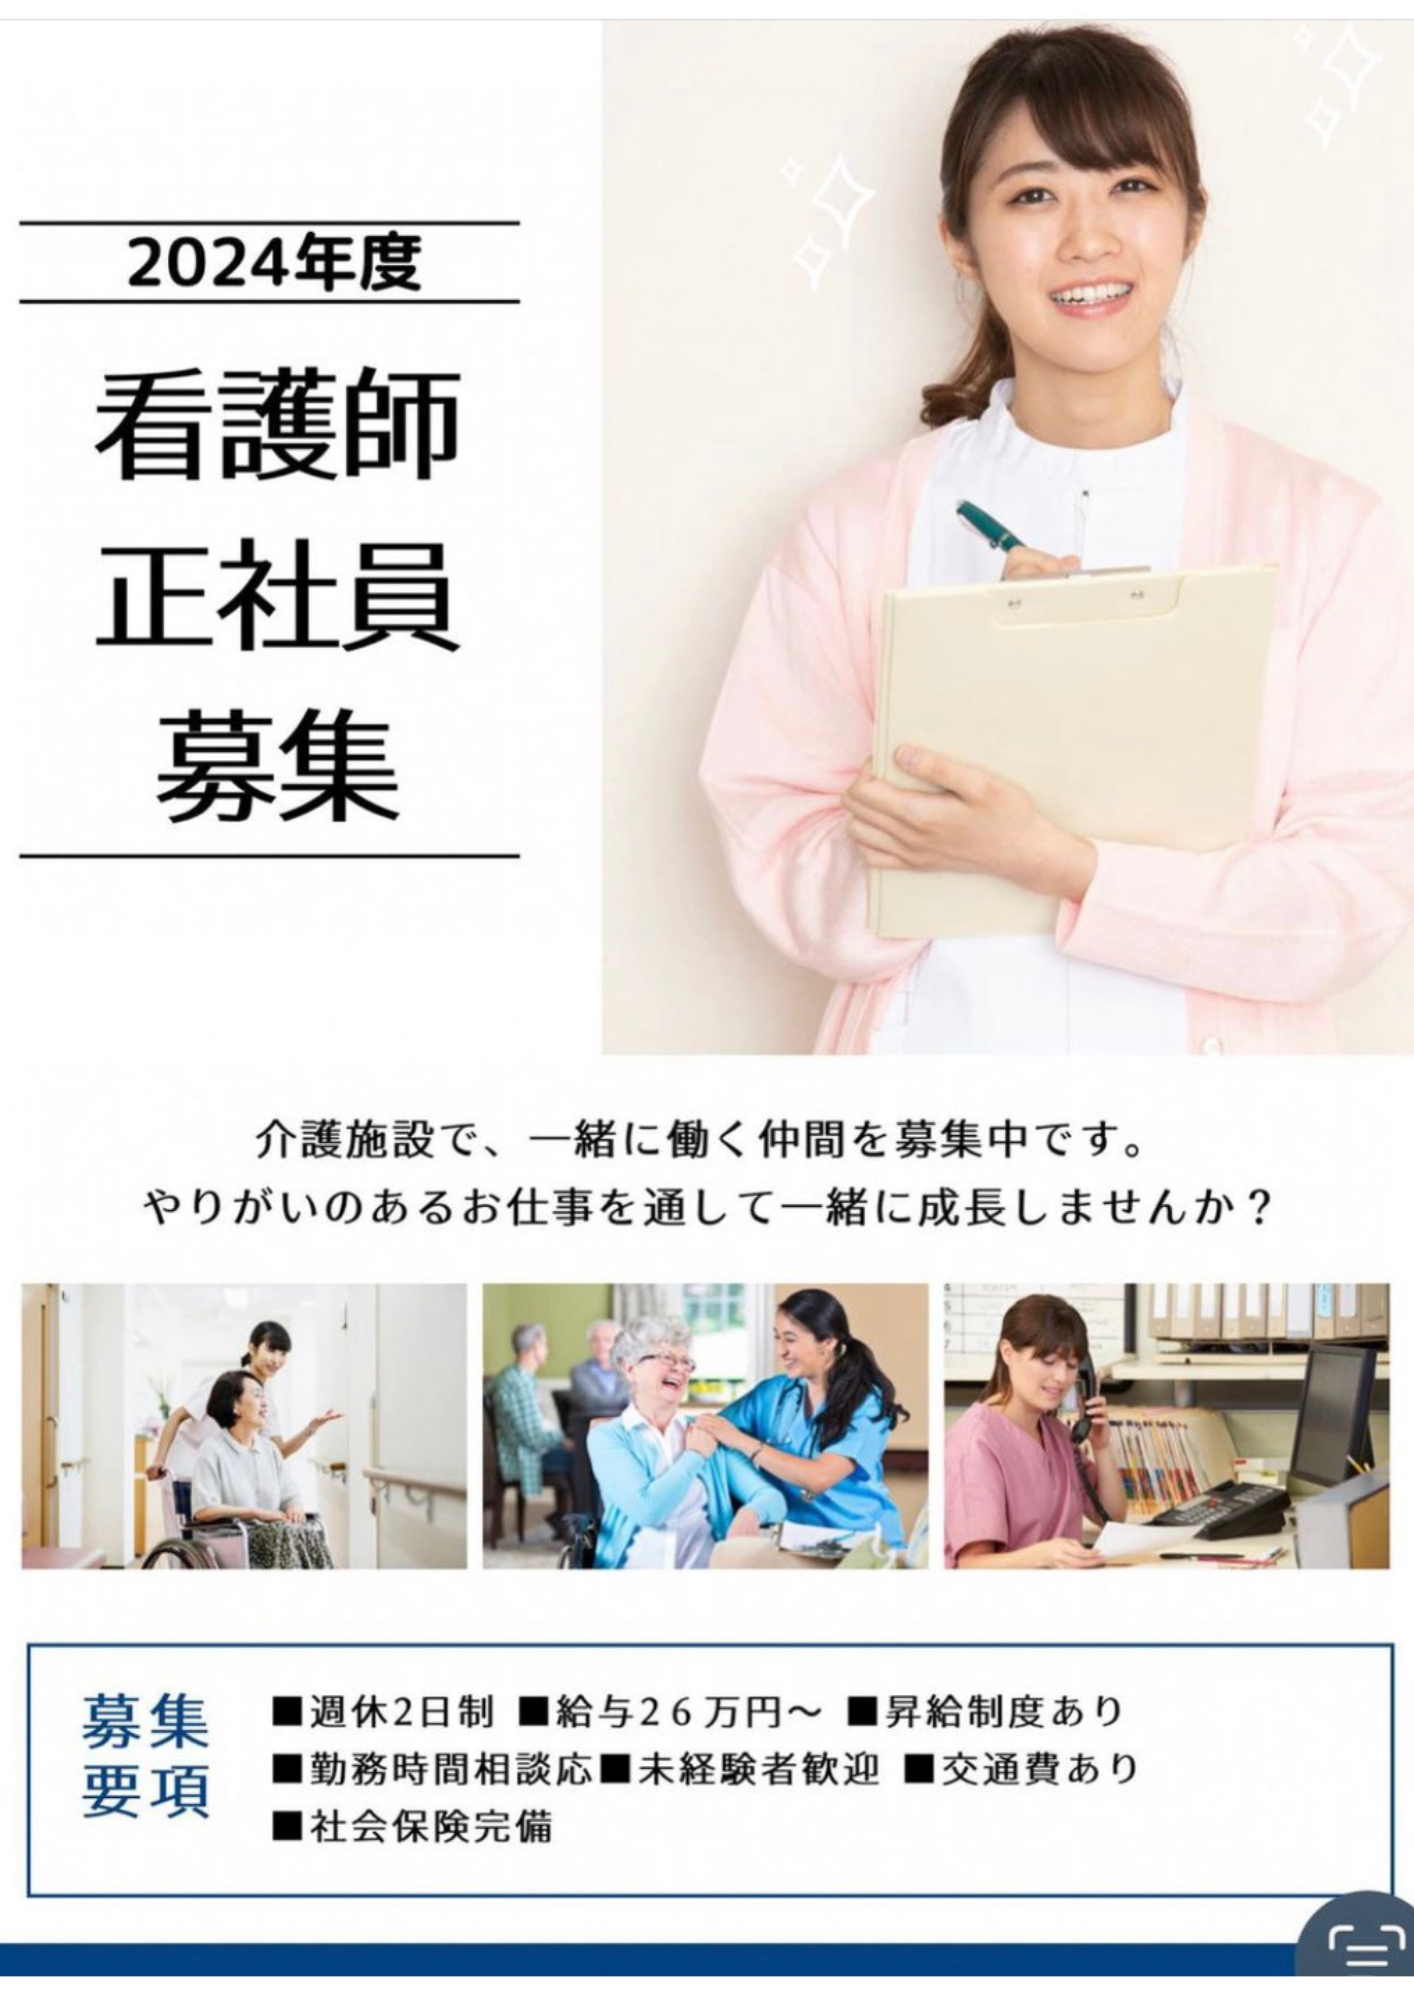 2024年度
看護師
正社員
募集
介護施設で、一緒に働く仲間を募集中です。
やりがいのあるお仕事を通して一緒に成長しませんか？
募集
要項
■週休2日制 ■給与26万円～ ■昇給制度あり
■勤務時間相談応■未経験者歓迎 ■交通費あり
■社会保険完備